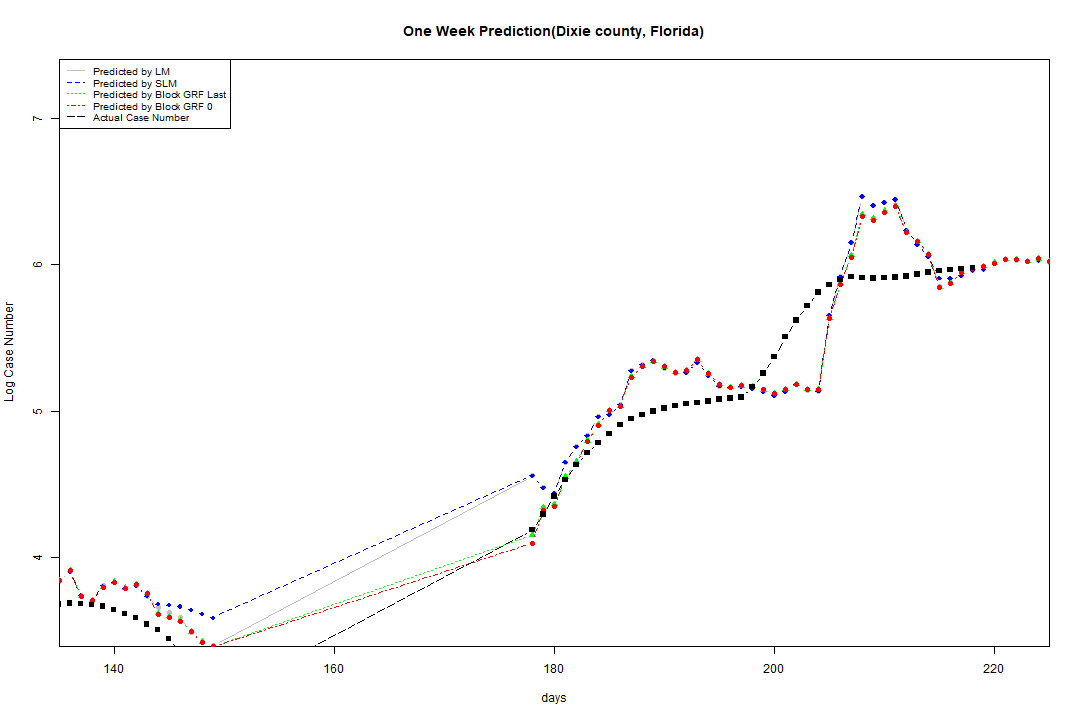 One Week Prediction(Dixie county, Florida)
Predicted by LM
Predicted by SLM
Predicted by Block GRF Last
Predicted by Block GRF 0
Actual Case Number
7
6
5
4
Log Case Number
140 160 180 200 220
days